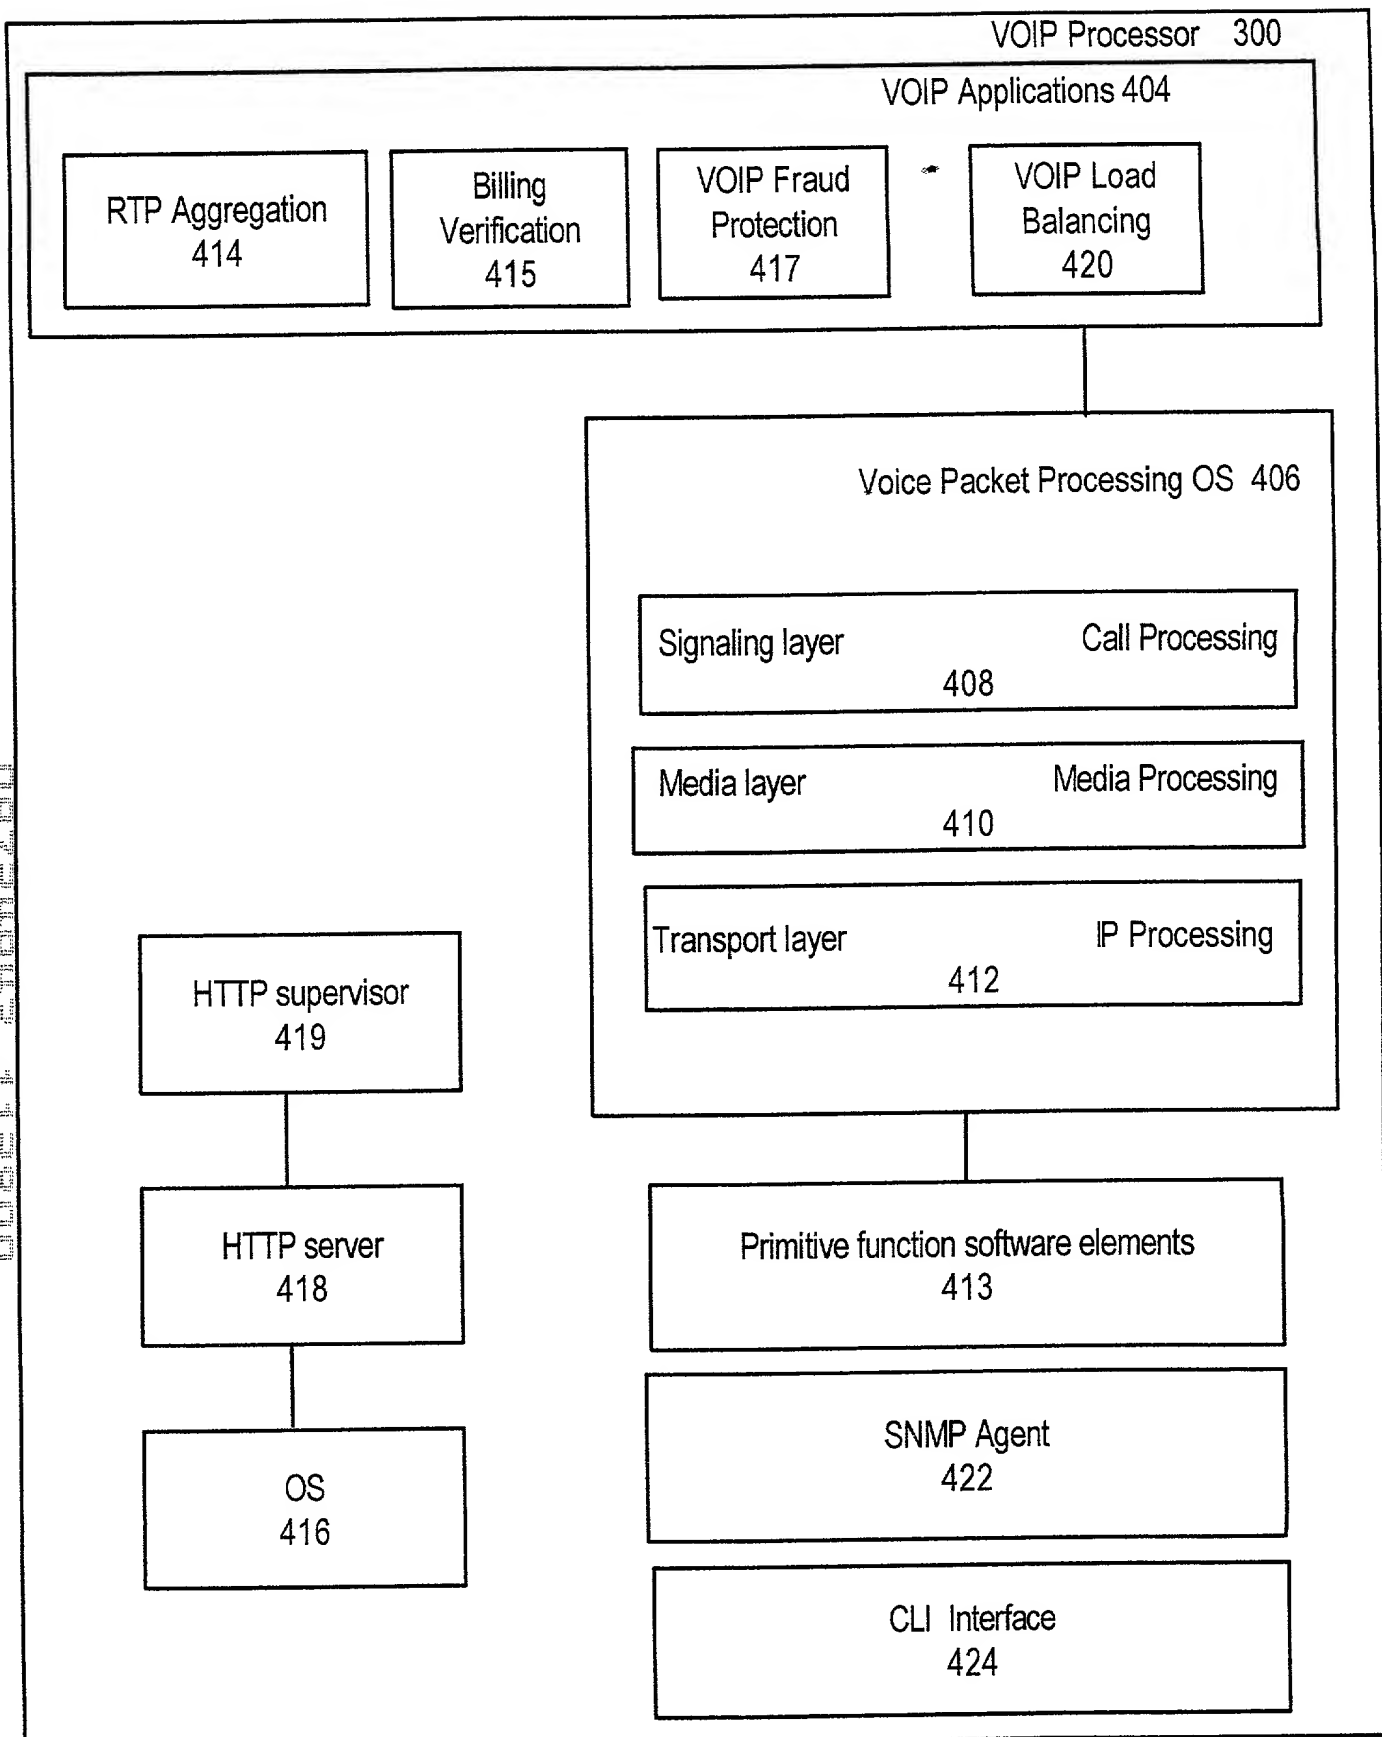 VOIP Processor 300
VOIP Applications 404
RTP Aggregation
414
Billing
Verification
415
VOIP Fraud
Protection
417
VOIP Load
Balancing
420
Voice Packet Processing OS 406
Signaling layer Call Processing
408
Media layer Media Processing
410
Transport layer IP Processing
412
HTTP supervisor
419
HTTP server
418
OS
416
Primitive function software elements
413
SNMP Agent
422
CLI Interface
424